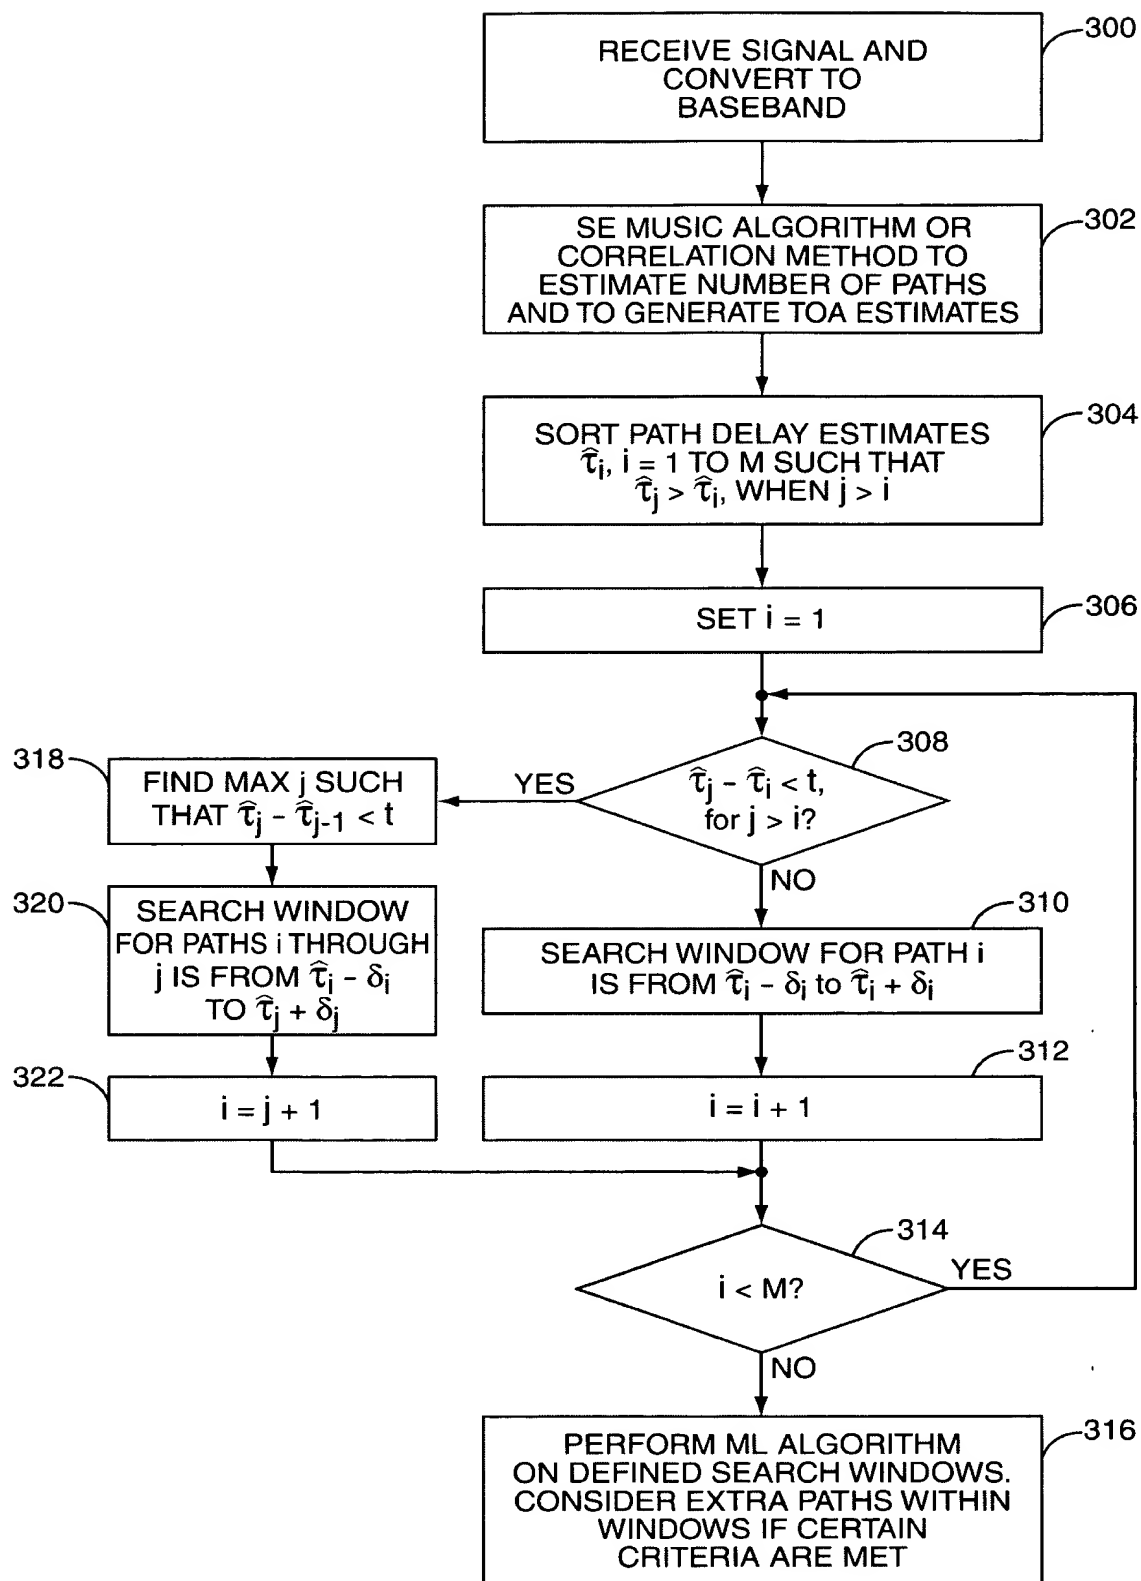 RECEIVE SIGNAL AND
CONVERT TO
BASEBAND
300
SE MUSIC ALGORITHM OR
CORRELATION METHOD TO
ESTIMATE NUMBER OF PATHS
AND TO GENERATE TOA ESTIMATES
302
SORT PATH DELAY ESTIMATES
τ̂i, i = 1 TO M SUCH THAT
τ̂j > τ̂i, WHEN j > i
304
SET i = 1
306
τ̂j – τ̂i < t,
for j > i?
308
YES
NO
318
FIND MAX j SUCH
THAT τ̂j – τ̂j-1 < t
320
SEARCH WINDOW
FOR PATHS i THROUGH
j IS FROM τ̂i – δi
TO τ̂j + δj
322
i = j + 1
310
SEARCH WINDOW FOR PATH i
IS FROM τ̂i – δi to τ̂i + δi
312
i = i + 1
314
i < M?
YES
NO
316
PERFORM ML ALGORITHM
ON DEFINED SEARCH WINDOWS.
CONSIDER EXTRA PATHS WITHIN
WINDOWS IF CERTAIN
CRITERIA ARE MET